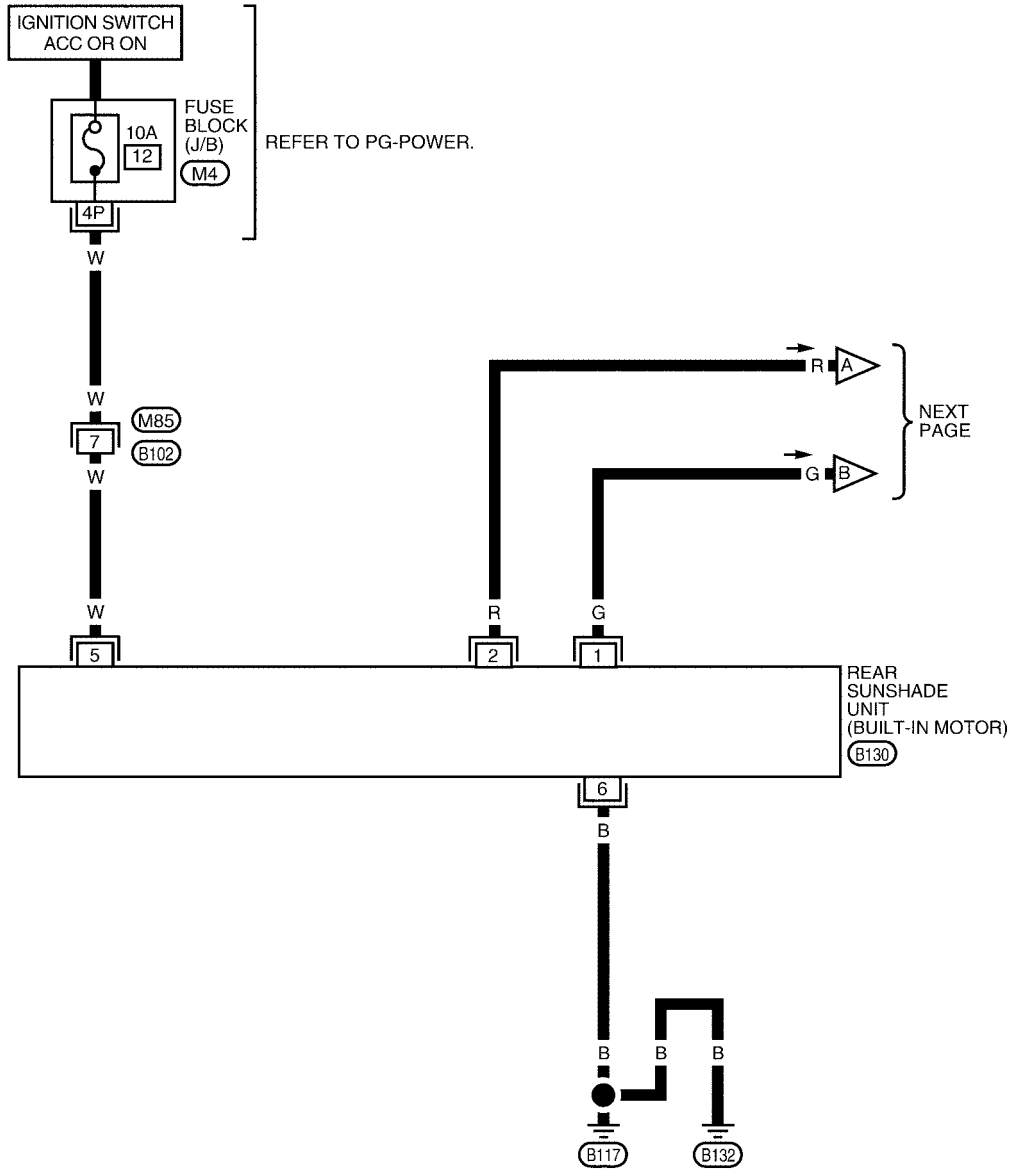 IGNITION SWITCH
ACC OR ON
FUSE
BLOCK
(J/B)
M4
10A
12
REFER TO PG-POWER.
4P
W
W
M85
7
B102
W
R A
NEXT
PAGE
G B
W
R
G
5
2
1
REAR
SUNSHADE
UNIT
(BUILT-IN MOTOR)
B130
6
B
B
B
B
B117
B132